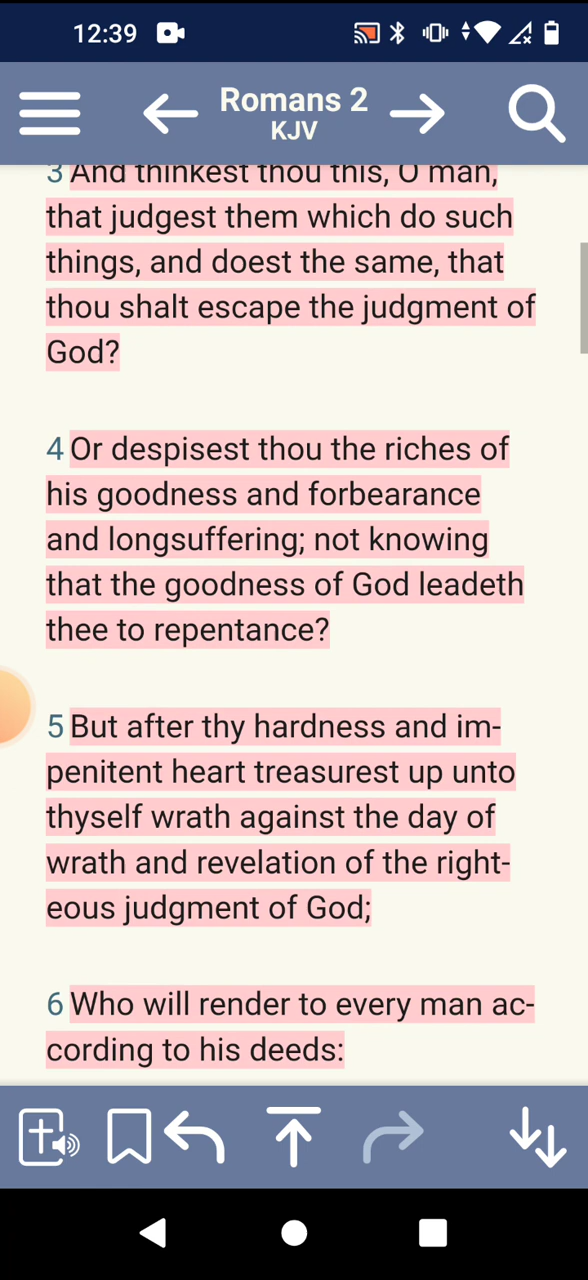 12:39
Romans 2
KJV
3 And thinkest thou this, O man,
that judgest them which do such
things, and doest the same, that
thou shalt escape the judgment of
God?
4 Or despisest thou the riches of
his goodness and forbearance
and longsuffering; not knowing
that the goodness of God leadeth
thee to repentance?
5 But after thy hardness and im-
penitent heart treasurest up unto
thyself wrath against the day of
wrath and revelation of the right-
eous judgment of God;
6 Who will render to every man ac-
cording to his deeds: